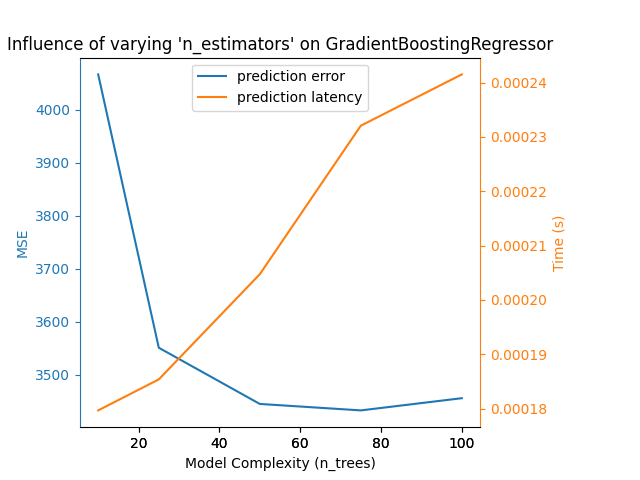 Influence of varying 'n_estimators' on GradientBoostingRegressor
prediction error
prediction latency
4000
3900
3800
3700
3600
3500
MSE
0.00024
0.00023
0.00022
0.00021
0.00020
0.00019
0.00018
Time (s)
20 40 60 80 100
Model Complexity (n_trees)